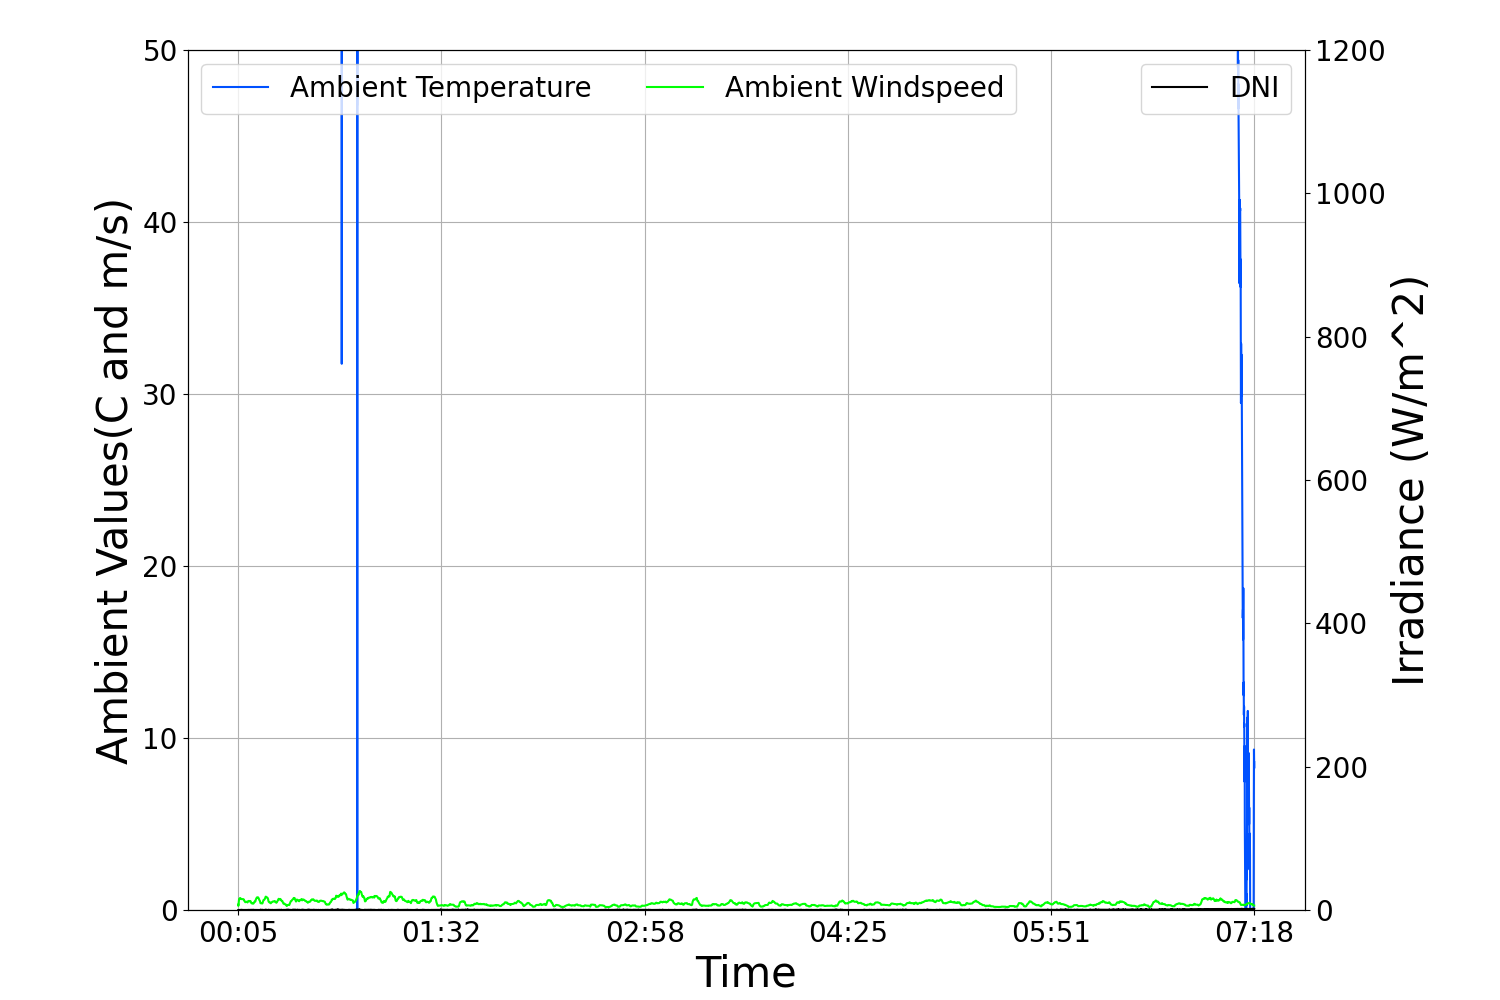 Ambient Temperature
Ambient Windspeed
DNI
Ambient Values(C and m/s)
50
40
30
20
10
0
1200
1000
800
600
400
200
0
Irradiance (W/m^2)
00:05 01:32 02:58 04:25 05:51 07:18
Time